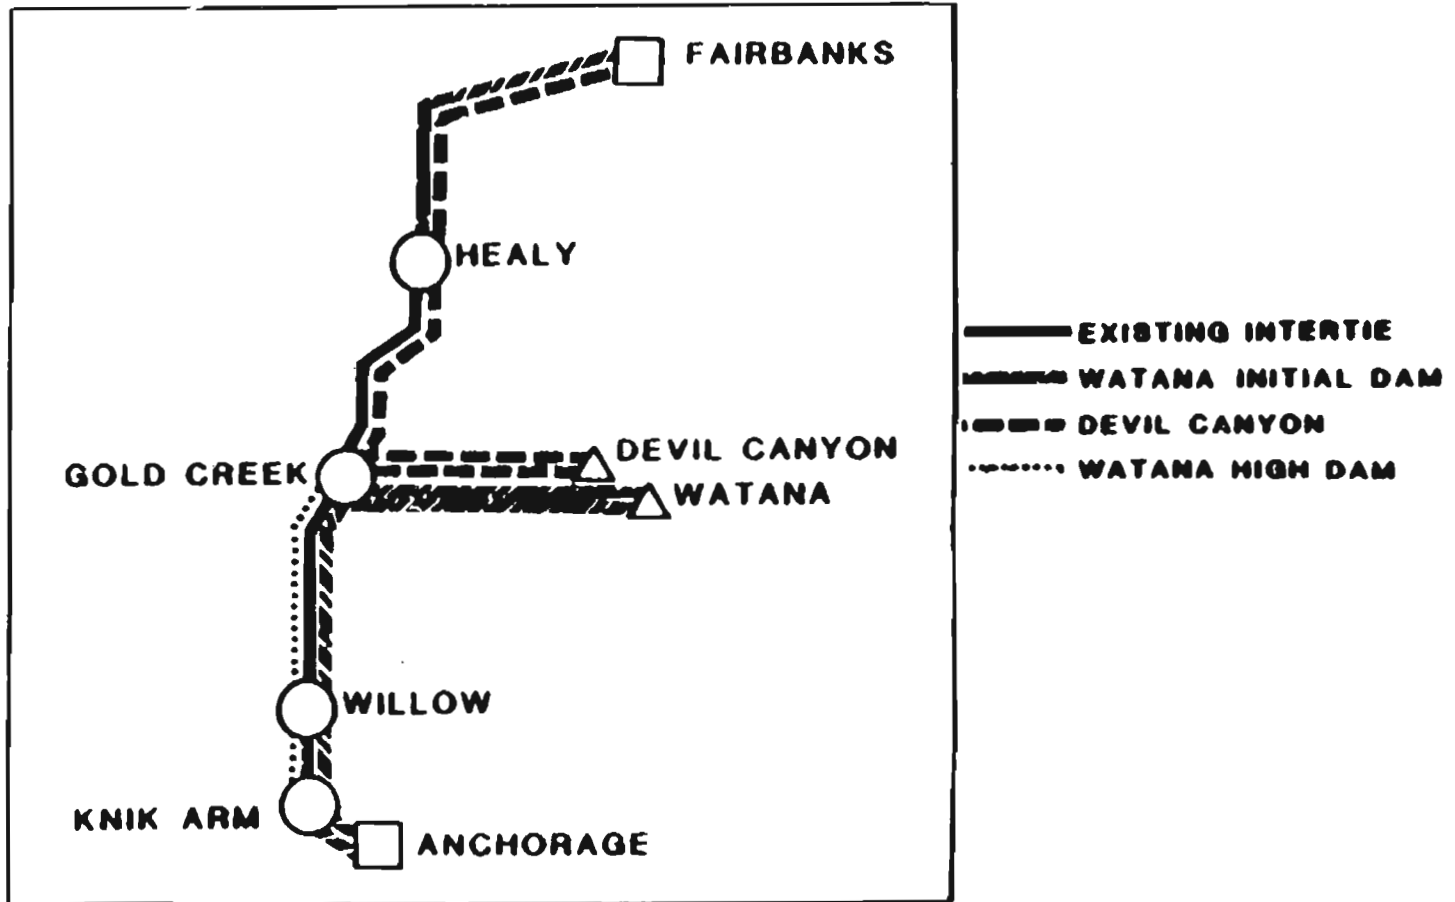 FAIRBANKS
HEALY
EXISTING INTERTIE
WATANA INITIAL DAM
DEVIL CANYON
WATANA HIGH DAM
DEVIL CANYON
GOLD CREEK
WATANA
WILLOW
KNIK ARM
ANCHORAGE